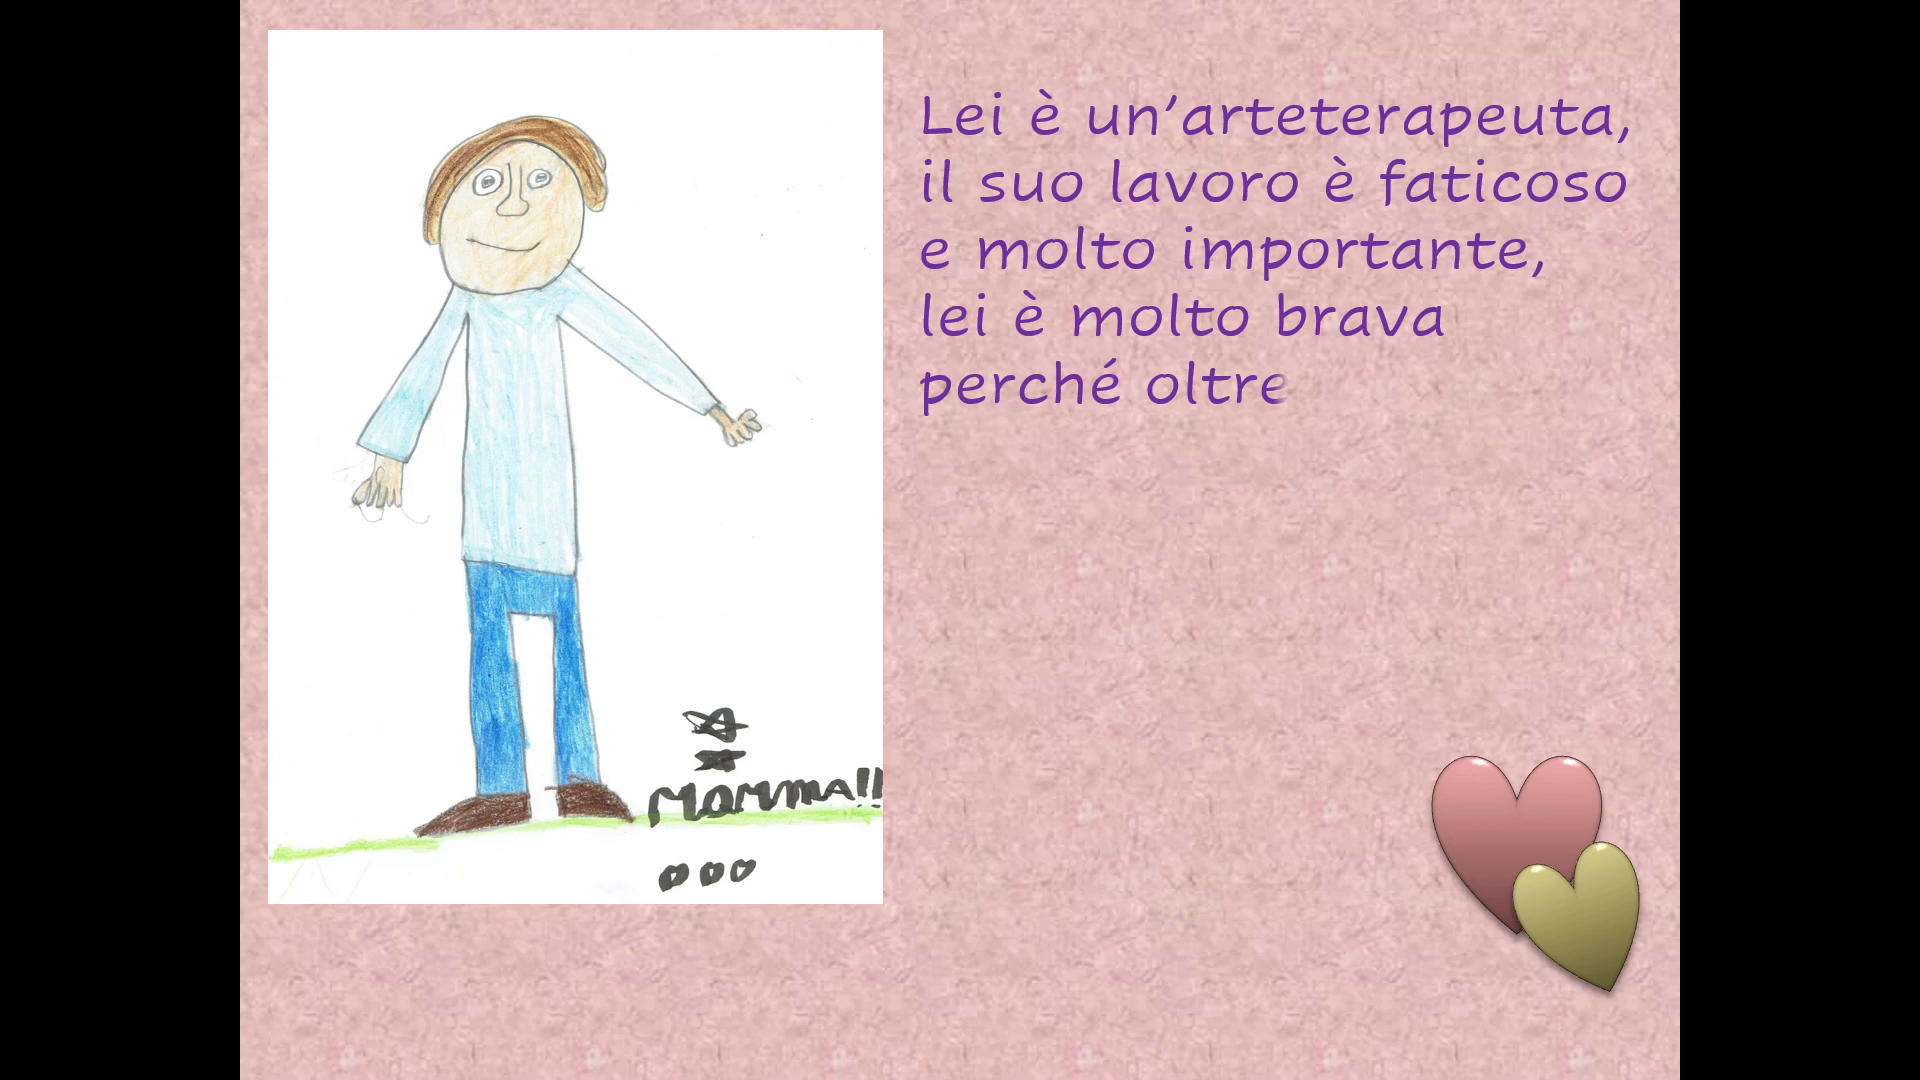 Lei è un’arteterapeuta,
il suo lavoro è faticoso
e molto importante,
lei è molto brava
perché oltre
MAMMA!!